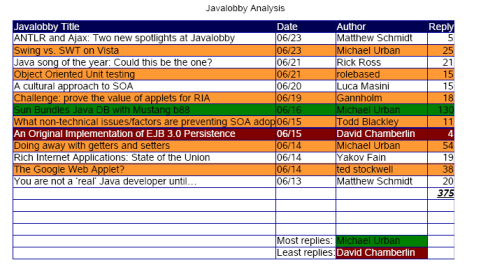 Javalobby Analysis
Javalobby Title Date Author Reply
ANTLR and Ajax: Two new spotlights at Javalobby 06/23 Matthew Schmidt 5
Swing vs. SWT on Vista 06/23 Michael Urban 25
Java song of the year: Could this be the one? 06/21 Rick Ross 21
Object Oriented Unit testing 06/21 rolebased 15
A cultural approach to SOA 06/20 Luca Masini 15
Challenge: prove the value of applets for RIA 06/19 Gannholm 18
Sun Bundles Java DB with Mustang b88 06/16 Michael Urban 130
What non-technical issues/factors are preventing SOA adop 06/15 Todd Blackley 11
An Original Implementation of EJB 3.0 Persistence 06/15 David Chamberlin 4
Doing away with getters and setters 06/14 Michael Urban 54
Rich Internet Applications: State of the Union 06/14 Yakov Fain 19
The Google Web Applet? 06/14 ted stockwell 38
You are not a 'real' Java developer until... 06/13 Matthew Schmidt 20
375
Most replies: Michael Urban
Least replies: David Chamberlin